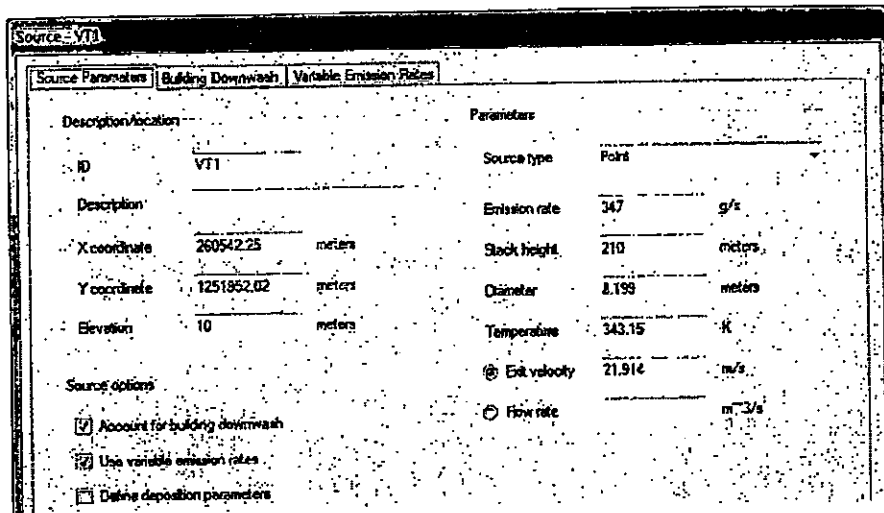 Source - VT1
Source Parameters Building Downwash Variable Emission Rates
Description/location
ID VT1
Description
X coordinate 260542.25 meters
Y coordinate 1251852.02 meters
Elevation 10 meters
Source options
Account for building downwash
Use variable emission rates
Define deposition parameters
Parameters
Source type Point
Emission rate 347 g/s
Stack height 210 meters
Diameter meters
Temperature 343.15 K
Exit velocity 21.914 m/s
Flow rate m^3/s